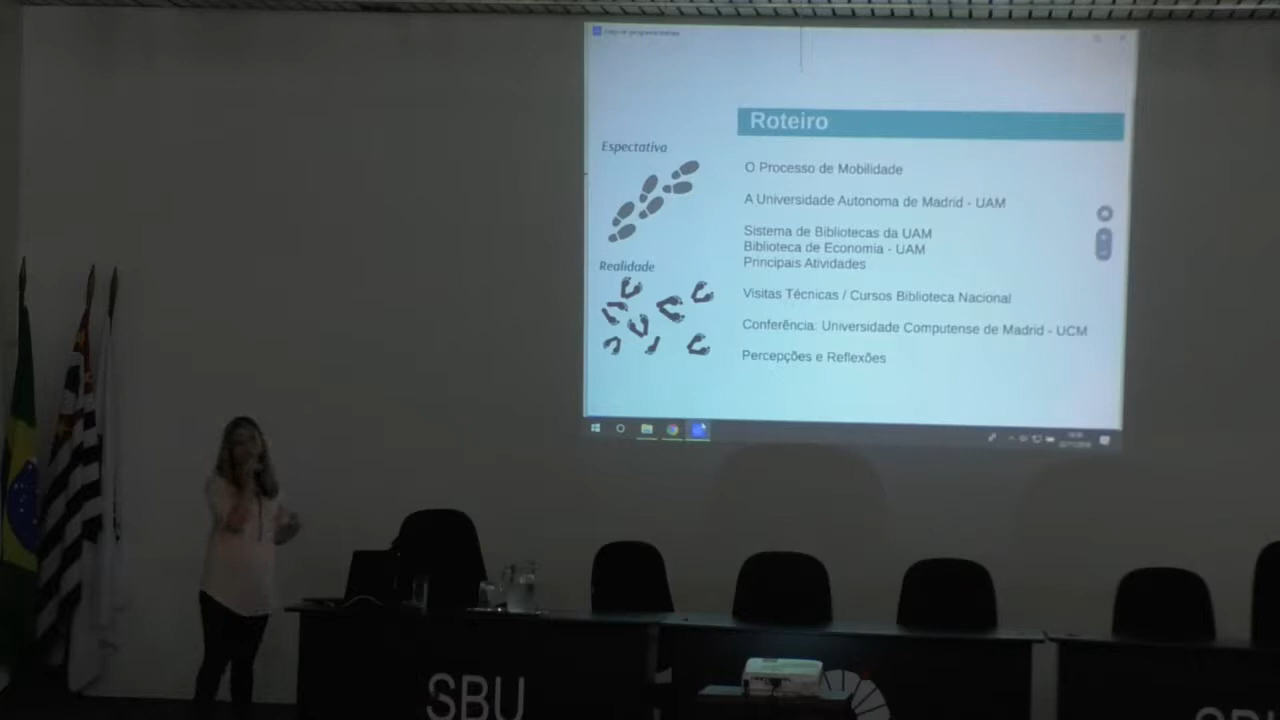 Roteiro
Espectativa
O Processo de Mobilidade
A Universidade Autonoma de Madrid - UAM
Sistema de Bibliotecas da UAM
Biblioteca de Economia - UAM
Principais Atividades
Realidade
Visitas Técnicas / Cursos Biblioteca Nacional
Conferência: Universidade Computense de Madrid - UCM
Percepções e Reflexões
SBU